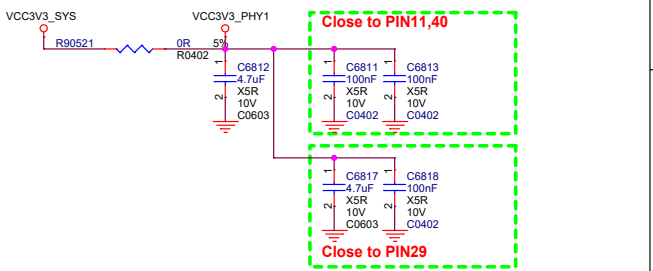 VCC3V3_SYS
VCC3V3_PHY1
Close to PIN11,40
R90521
0R
5%
R0402
1
C6812
4.7uF
2
X5R
10V
C0603
1
C6811
100nF
2
X5R
10V
C0402
1
C6813
100nF
2
X5R
10V
C0402
1
C6817
4.7uF
2
X5R
10V
C0603
1
C6818
100nF
2
X5R
10V
C0402
Close to PIN29